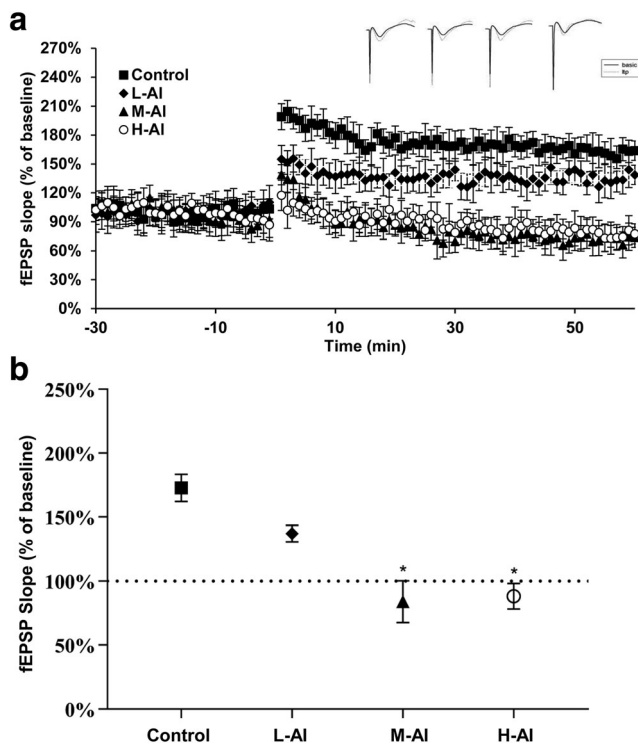 a
270%
240%
210%
180%
150%
120%
90%
60%
30%
0%
fEPSP slope (% of baseline)
Control
L-Al
M-Al
H-Al
basic
ltp
-30 -10 10 30 50
Time (min)
b
250%
200%
150%
100%
50%
0%
fEPSP Slope (% of baseline)
* *
Control L-Al M-Al H-Al